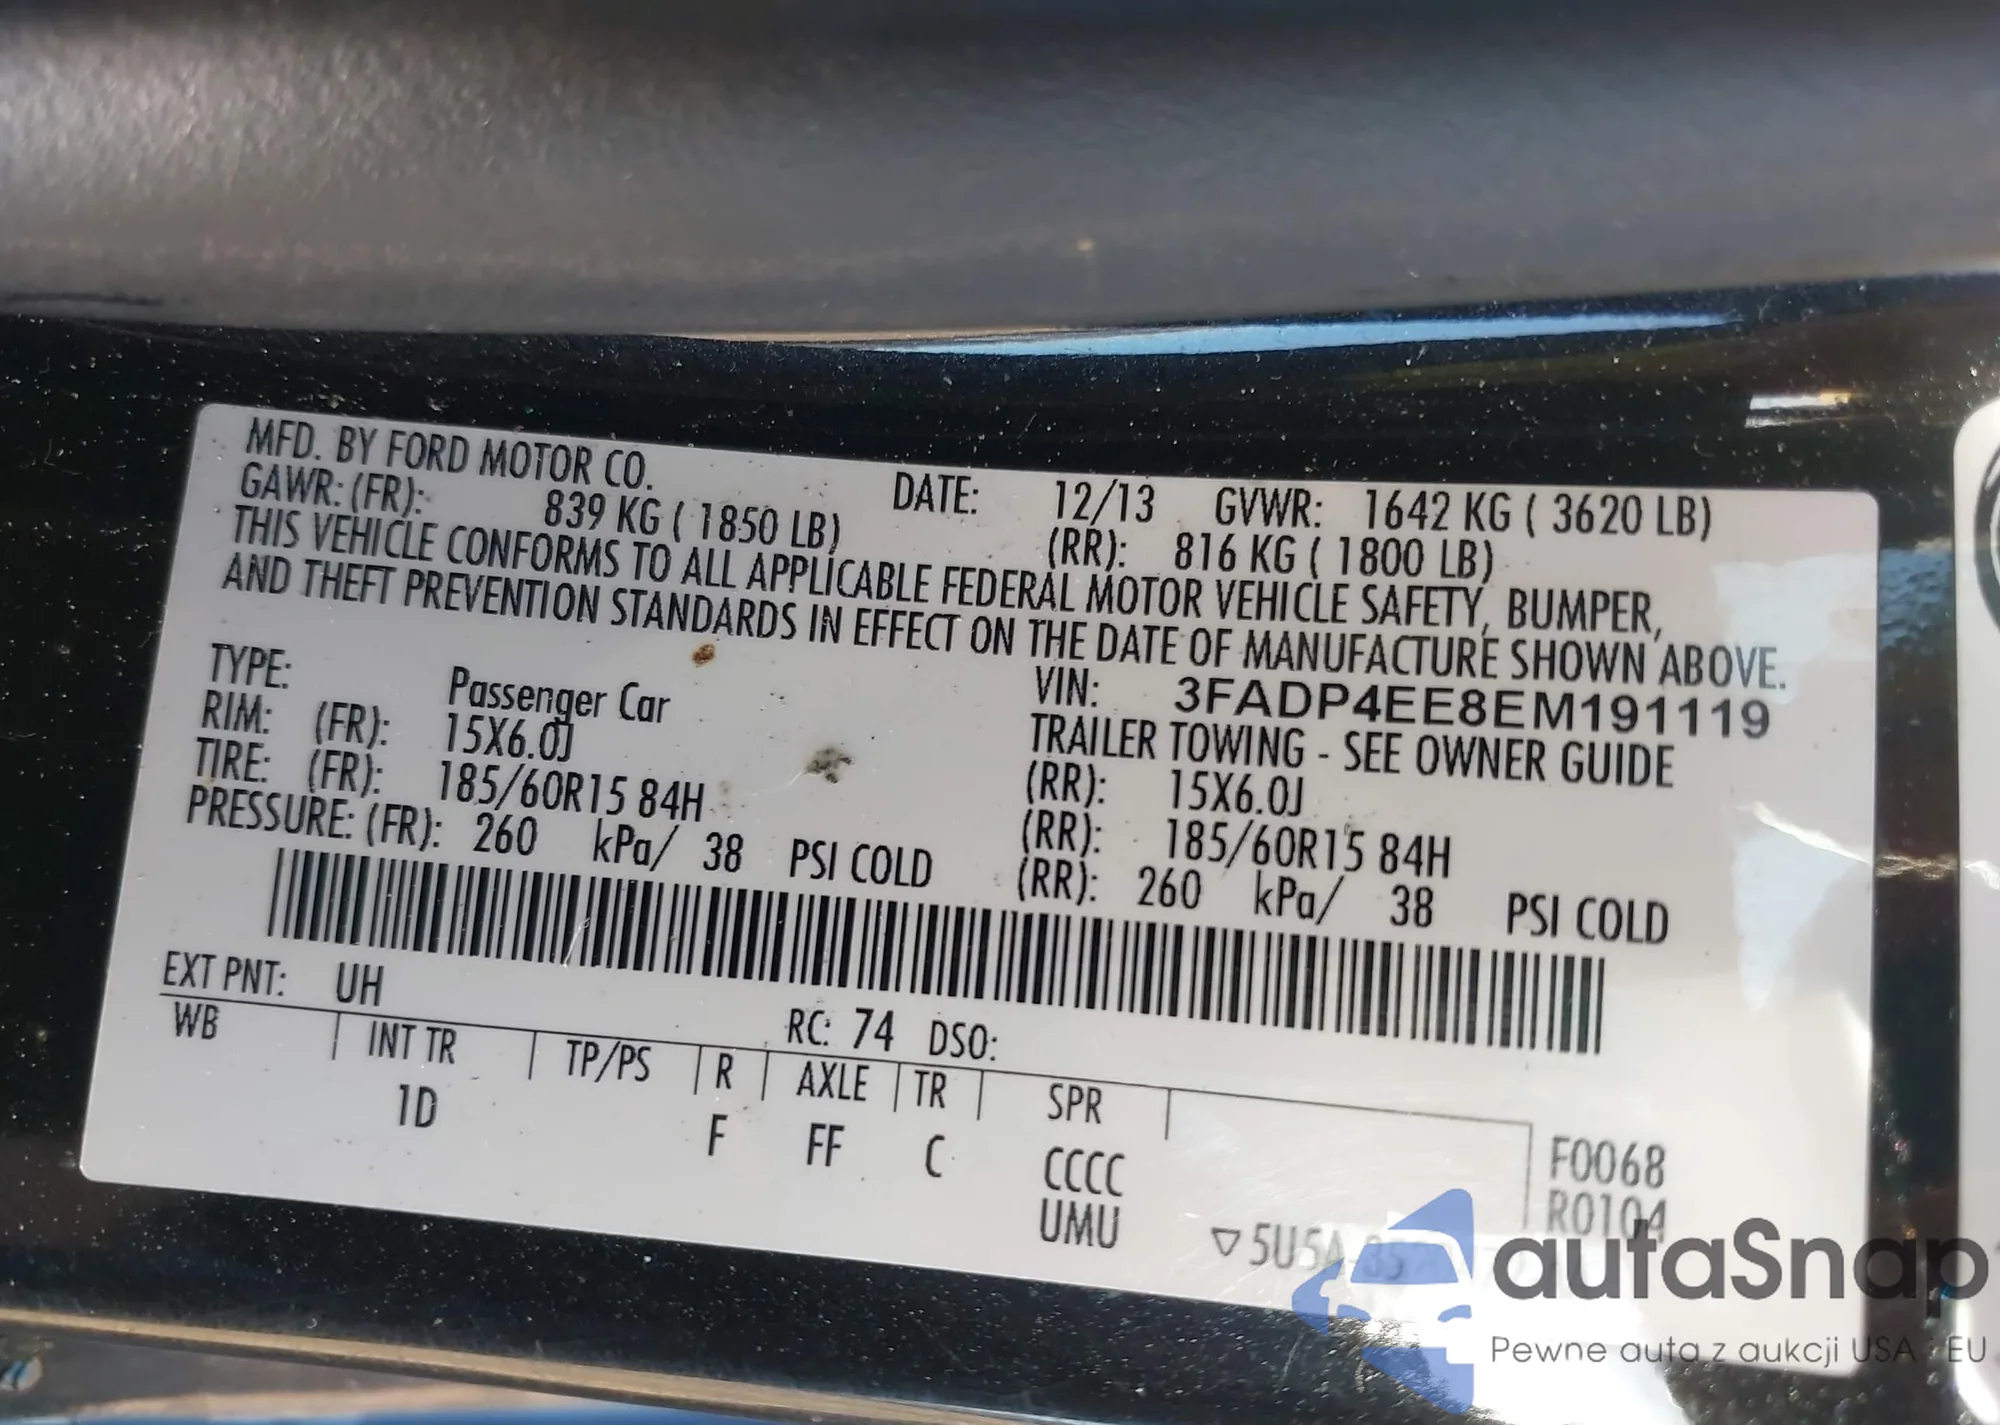 MFD. BY FORD MOTOR CO. DATE: 12/13 GVWR: 1642 KG ( 3620 LB)
GAWR: (FR): 839 KG ( 1850 LB) (RR): 816 KG ( 1800 LB)
THIS VEHICLE CONFORMS TO ALL APPLICABLE FEDERAL MOTOR VEHICLE SAFETY, BUMPER,
AND THEFT PREVENTION STANDARDS IN EFFECT ON THE DATE OF MANUFACTURE SHOWN ABOVE.
VIN: 3FADP4EE8EM191119
TYPE: Passenger Car TRAILER TOWING - SEE OWNER GUIDE
RIM: (FR): 15X6.0J (RR): 15X6.0J
TIRE: (FR): 185/60R15 84H (RR): 185/60R15 84H
PRESSURE: (FR): 260 kPa/ 38 PSI COLD (RR): 260 kPa/ 38 PSI COLD
EXT PNT: UH RC: 74 DSO:
WB INT TR TP/PS R AXLE TR SPR
1D F FF C CCCC F0068
UMU R0104
▽5U5A
autaSnap
Pewne auta z aukcji USA i EU